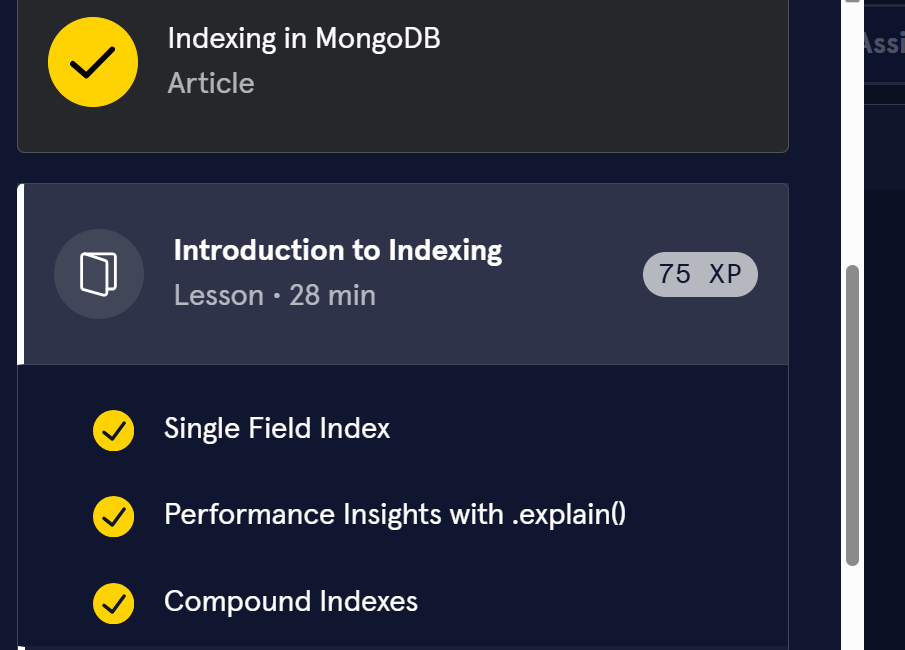 Indexing in MongoDB
Article
Introduction to Indexing
Lesson • 28 min
75 XP
Single Field Index
Performance Insights with .explain()
Compound Indexes